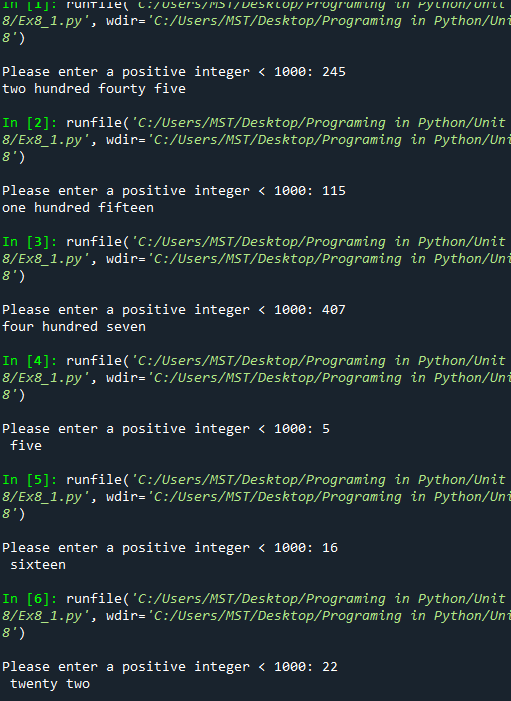 In [1]: runfile('C:/Users/MST/Desktop/Programing in Python/Unit
8/Ex8_1.py', wdir='C:/Users/MST/Desktop/Programing in Python/Uni
8')
Please enter a positive integer < 1000: 245
two hundred fourty five
In [2]: runfile('C:/Users/MST/Desktop/Programing in Python/Unit
8/Ex8_1.py', wdir='C:/Users/MST/Desktop/Programing in Python/Uni
8')
Please enter a positive integer < 1000: 115
one hundred fifteen
In [3]: runfile('C:/Users/MST/Desktop/Programing in Python/Unit
8/Ex8_1.py', wdir='C:/Users/MST/Desktop/Programing in Python/Uni
8')
Please enter a positive integer < 1000: 407
four hundred seven
In [4]: runfile('C:/Users/MST/Desktop/Programing in Python/Unit
8/Ex8_1.py', wdir='C:/Users/MST/Desktop/Programing in Python/Uni
8')
Please enter a positive integer < 1000: 5
five
In [5]: runfile('C:/Users/MST/Desktop/Programing in Python/Unit
8/Ex8_1.py', wdir='C:/Users/MST/Desktop/Programing in Python/Uni
8')
Please enter a positive integer < 1000: 16
sixteen
In [6]: runfile('C:/Users/MST/Desktop/Programing in Python/Unit
8/Ex8_1.py', wdir='C:/Users/MST/Desktop/Programing in Python/Uni
8')
Please enter a positive integer < 1000: 22
twenty two